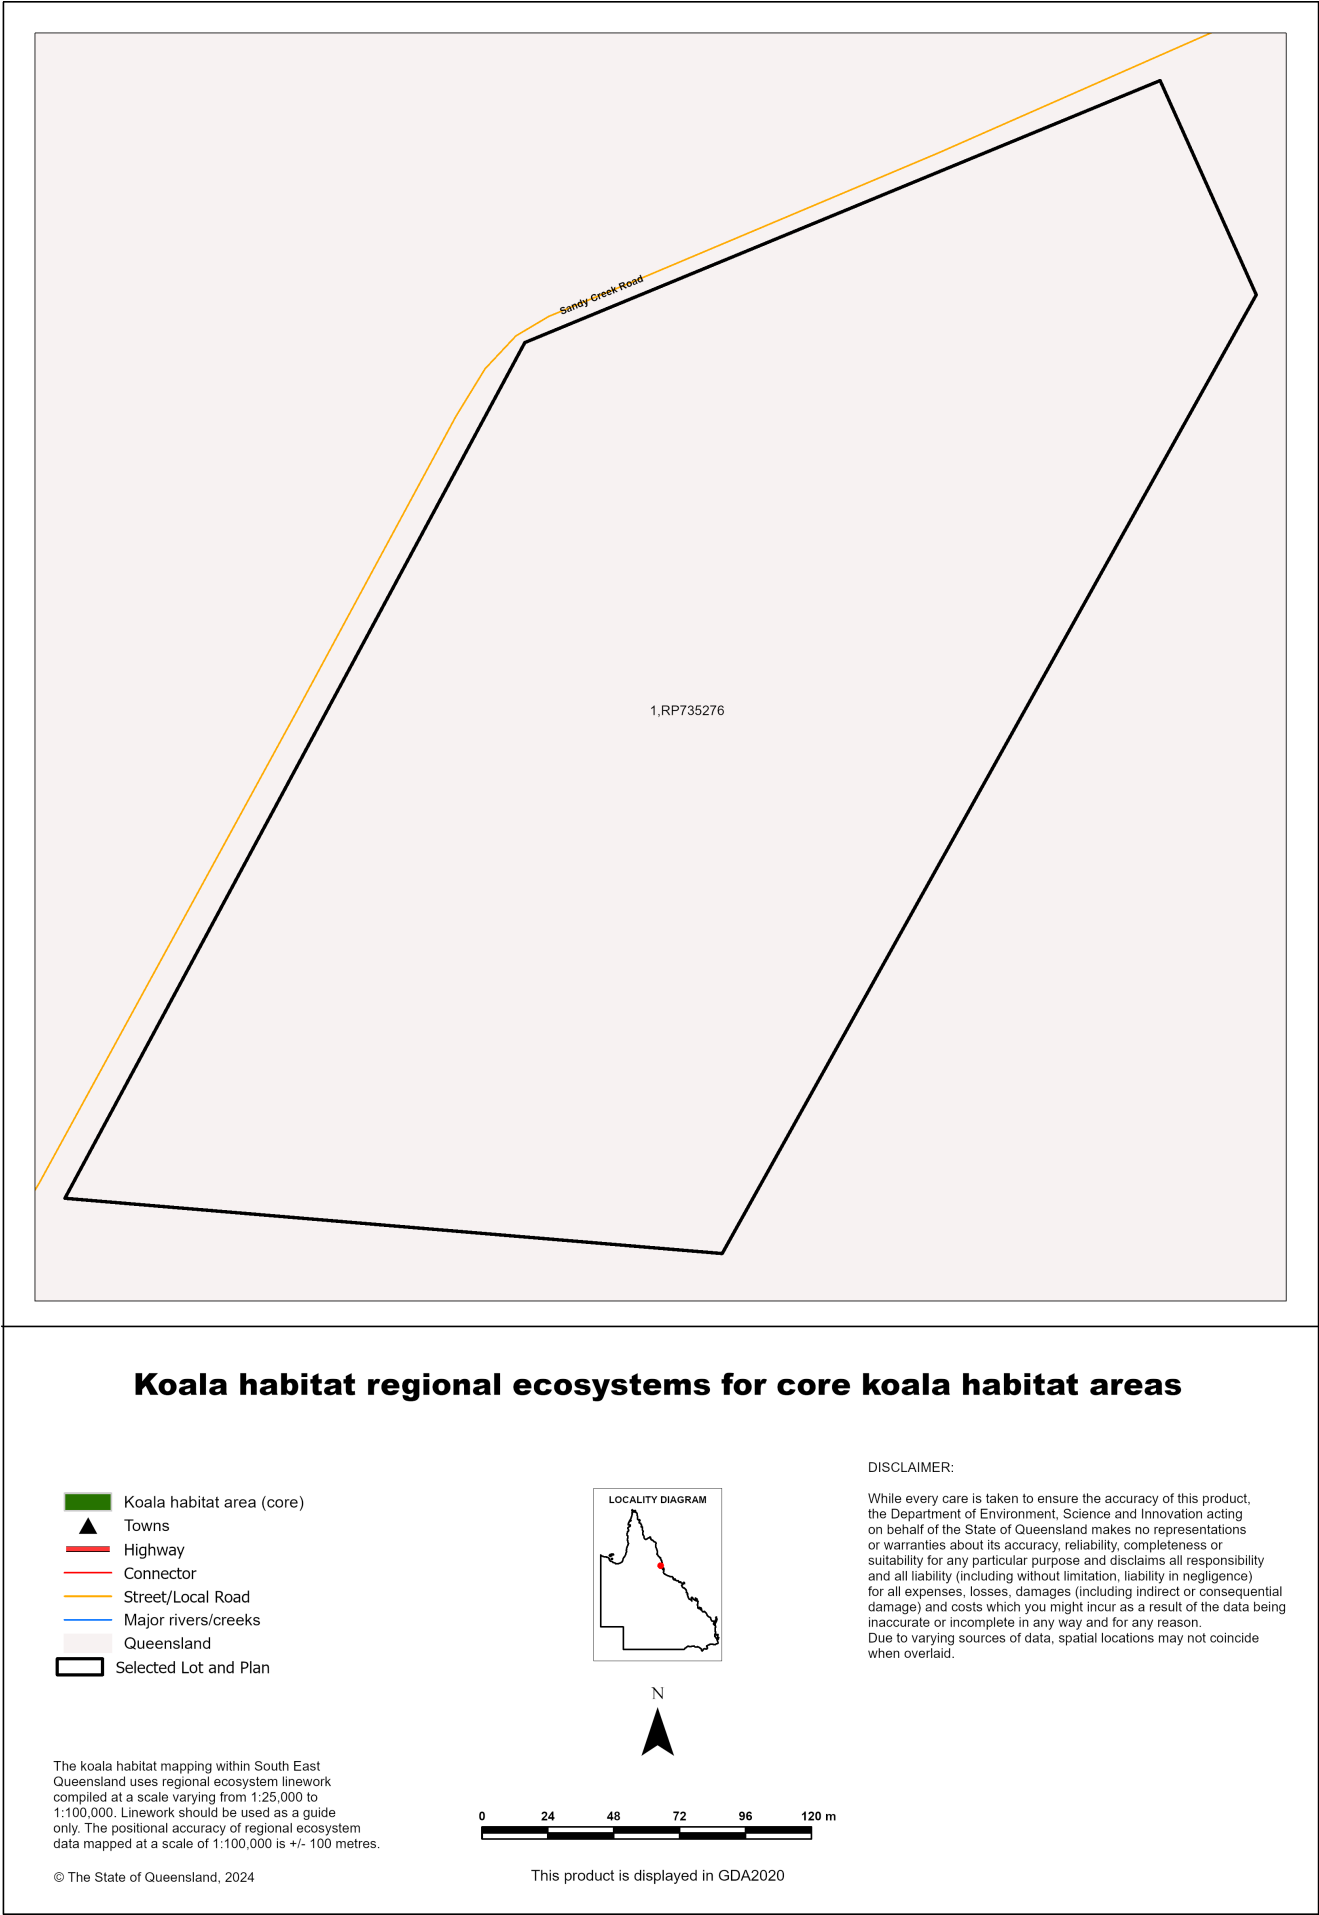 Sandy Creek Road
1,RP735276
Koala habitat regional ecosystems for core koala habitat areas
Koala habitat area (core)
Towns
Highway
Connector
Street/Local Road
Major rivers/creeks
Queensland
Selected Lot and Plan
The koala habitat mapping within South East
Queensland uses regional ecosystem linework
compiled at a scale varying from 1:25,000 to
1:100,000. Linework should be used as a guide
only. The positional accuracy of regional ecosystem
data mapped at a scale of 1:100,000 is +/- 100 metres.
© The State of Queensland, 2024
LOCALITY DIAGRAM
N
0 24 48 72 96 120 m
This product is displayed in GDA2020
DISCLAIMER:
While every care is taken to ensure the accuracy of this product,
the Department of Environment, Science and Innovation acting
on behalf of the State of Queensland makes no representations
or warranties about its accuracy, reliability, completeness or
suitability for any particular purpose and disclaims all responsibility
and all liability (including without limitation, liability in negligence)
for all expenses, losses, damages (including indirect or consequential
damage) and costs which you might incur as a result of the data being
inaccurate or incomplete in any way and for any reason.
Due to varying sources of data, spatial locations may not coincide
when overlaid.